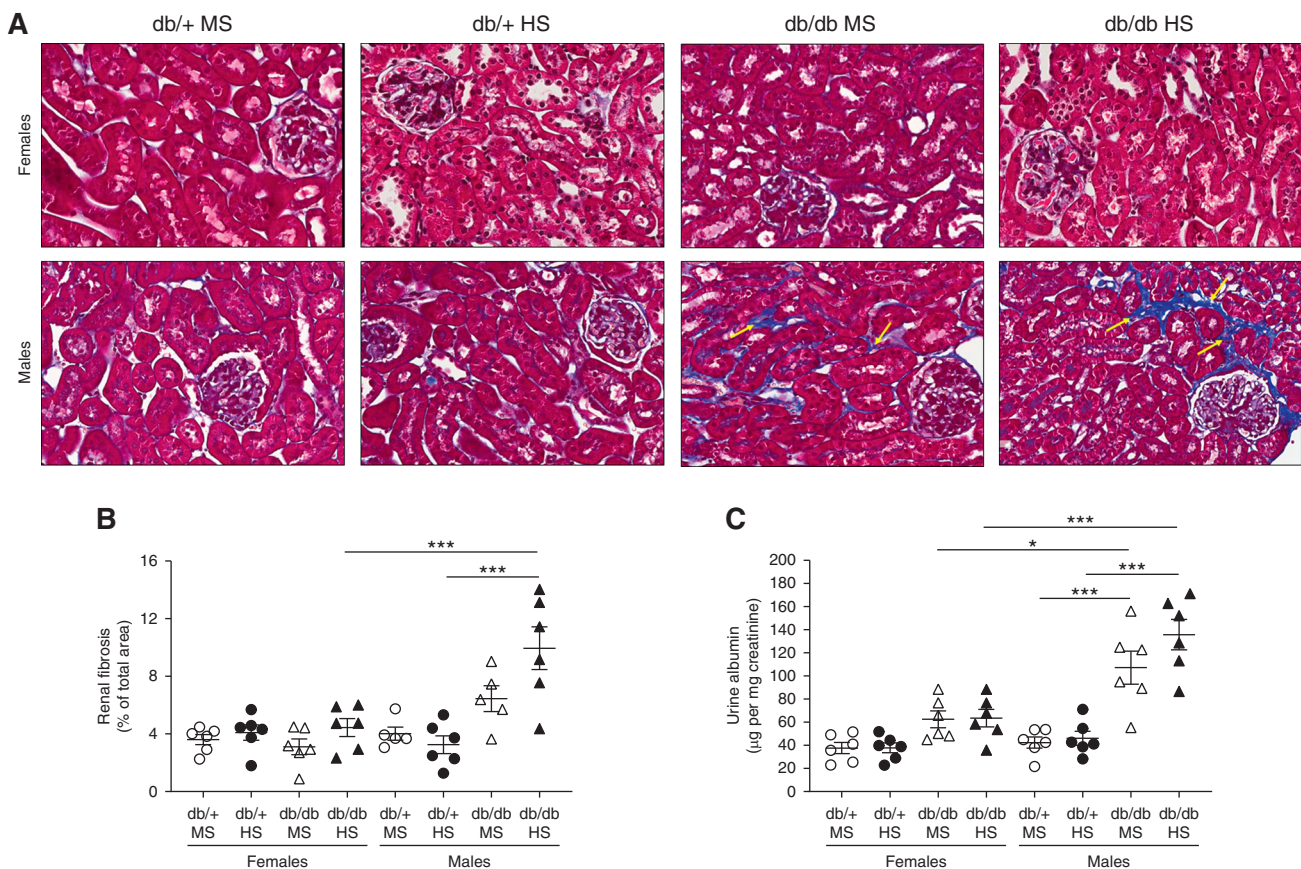 A
db/+ MS
db/+ HS
db/db MS
db/db HS
Females
Males
B
Renal fibrosis
(% of total area)
16
12
8
4
0
***
***
db/+
MS
db/+
HS
db/db
MS
db/db
HS
db/+
MS
db/+
HS
db/db
MS
db/db
HS
Females
Males
C
Urine albumin
(µg per mg creatinine)
200
180
160
140
120
100
80
60
40
20
0
***
*
***
***
db/+
MS
db/+
HS
db/db
MS
db/db
HS
db/+
MS
db/+
HS
db/db
MS
db/db
HS
Females
Males